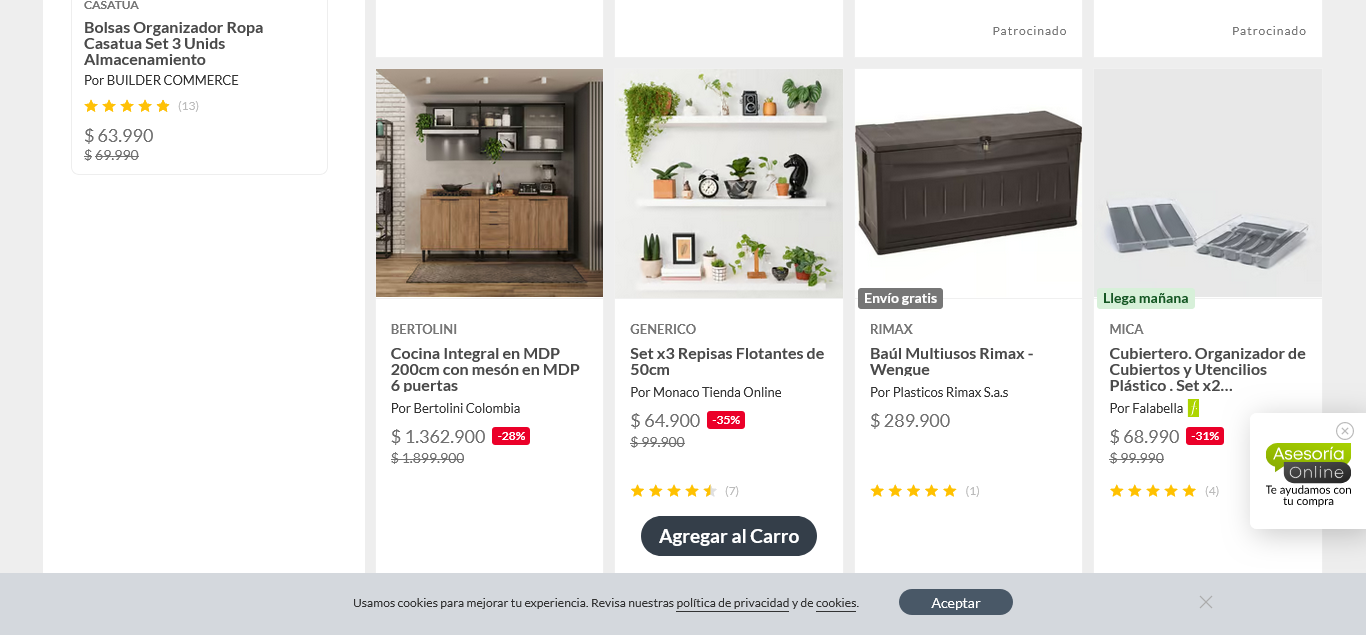 CASATUA
Bolsas Organizador Ropa
Casatua Set 3 Unids
Almacenamiento
Por BUILDER COMMERCE
(13)
$ 63.990
$ 69.990
Patrocinado
Patrocinado
BERTOLINI
Cocina Integral en MDP
200cm con mesón en MDP
6 puertas
Por Bertolini Colombia
$ 1.362.900 -28%
$ 1.899.900
GENERICO
Set x3 Repisas Flotantes de
50cm
Por Monaco Tienda Online
$ 64.900 -35%
$ 99.900
(7)
Agregar al Carro
Envío gratis
RIMAX
Baúl Multiusos Rimax -
Wengue
Por Plasticos Rimax S.a.s
$ 289.900
(1)
Llega mañana
MICA
Cubiertero. Organizador de
Cubiertos y Utencilios
Plástico . Set x2...
Por Falabella
$ 68.990 -31%
$ 99.990
(4)
Asesoría
Online
Te ayudamos con
tu compra
Usamos cookies para mejorar tu experiencia. Revisa nuestras política de privacidad y de cookies.
Aceptar